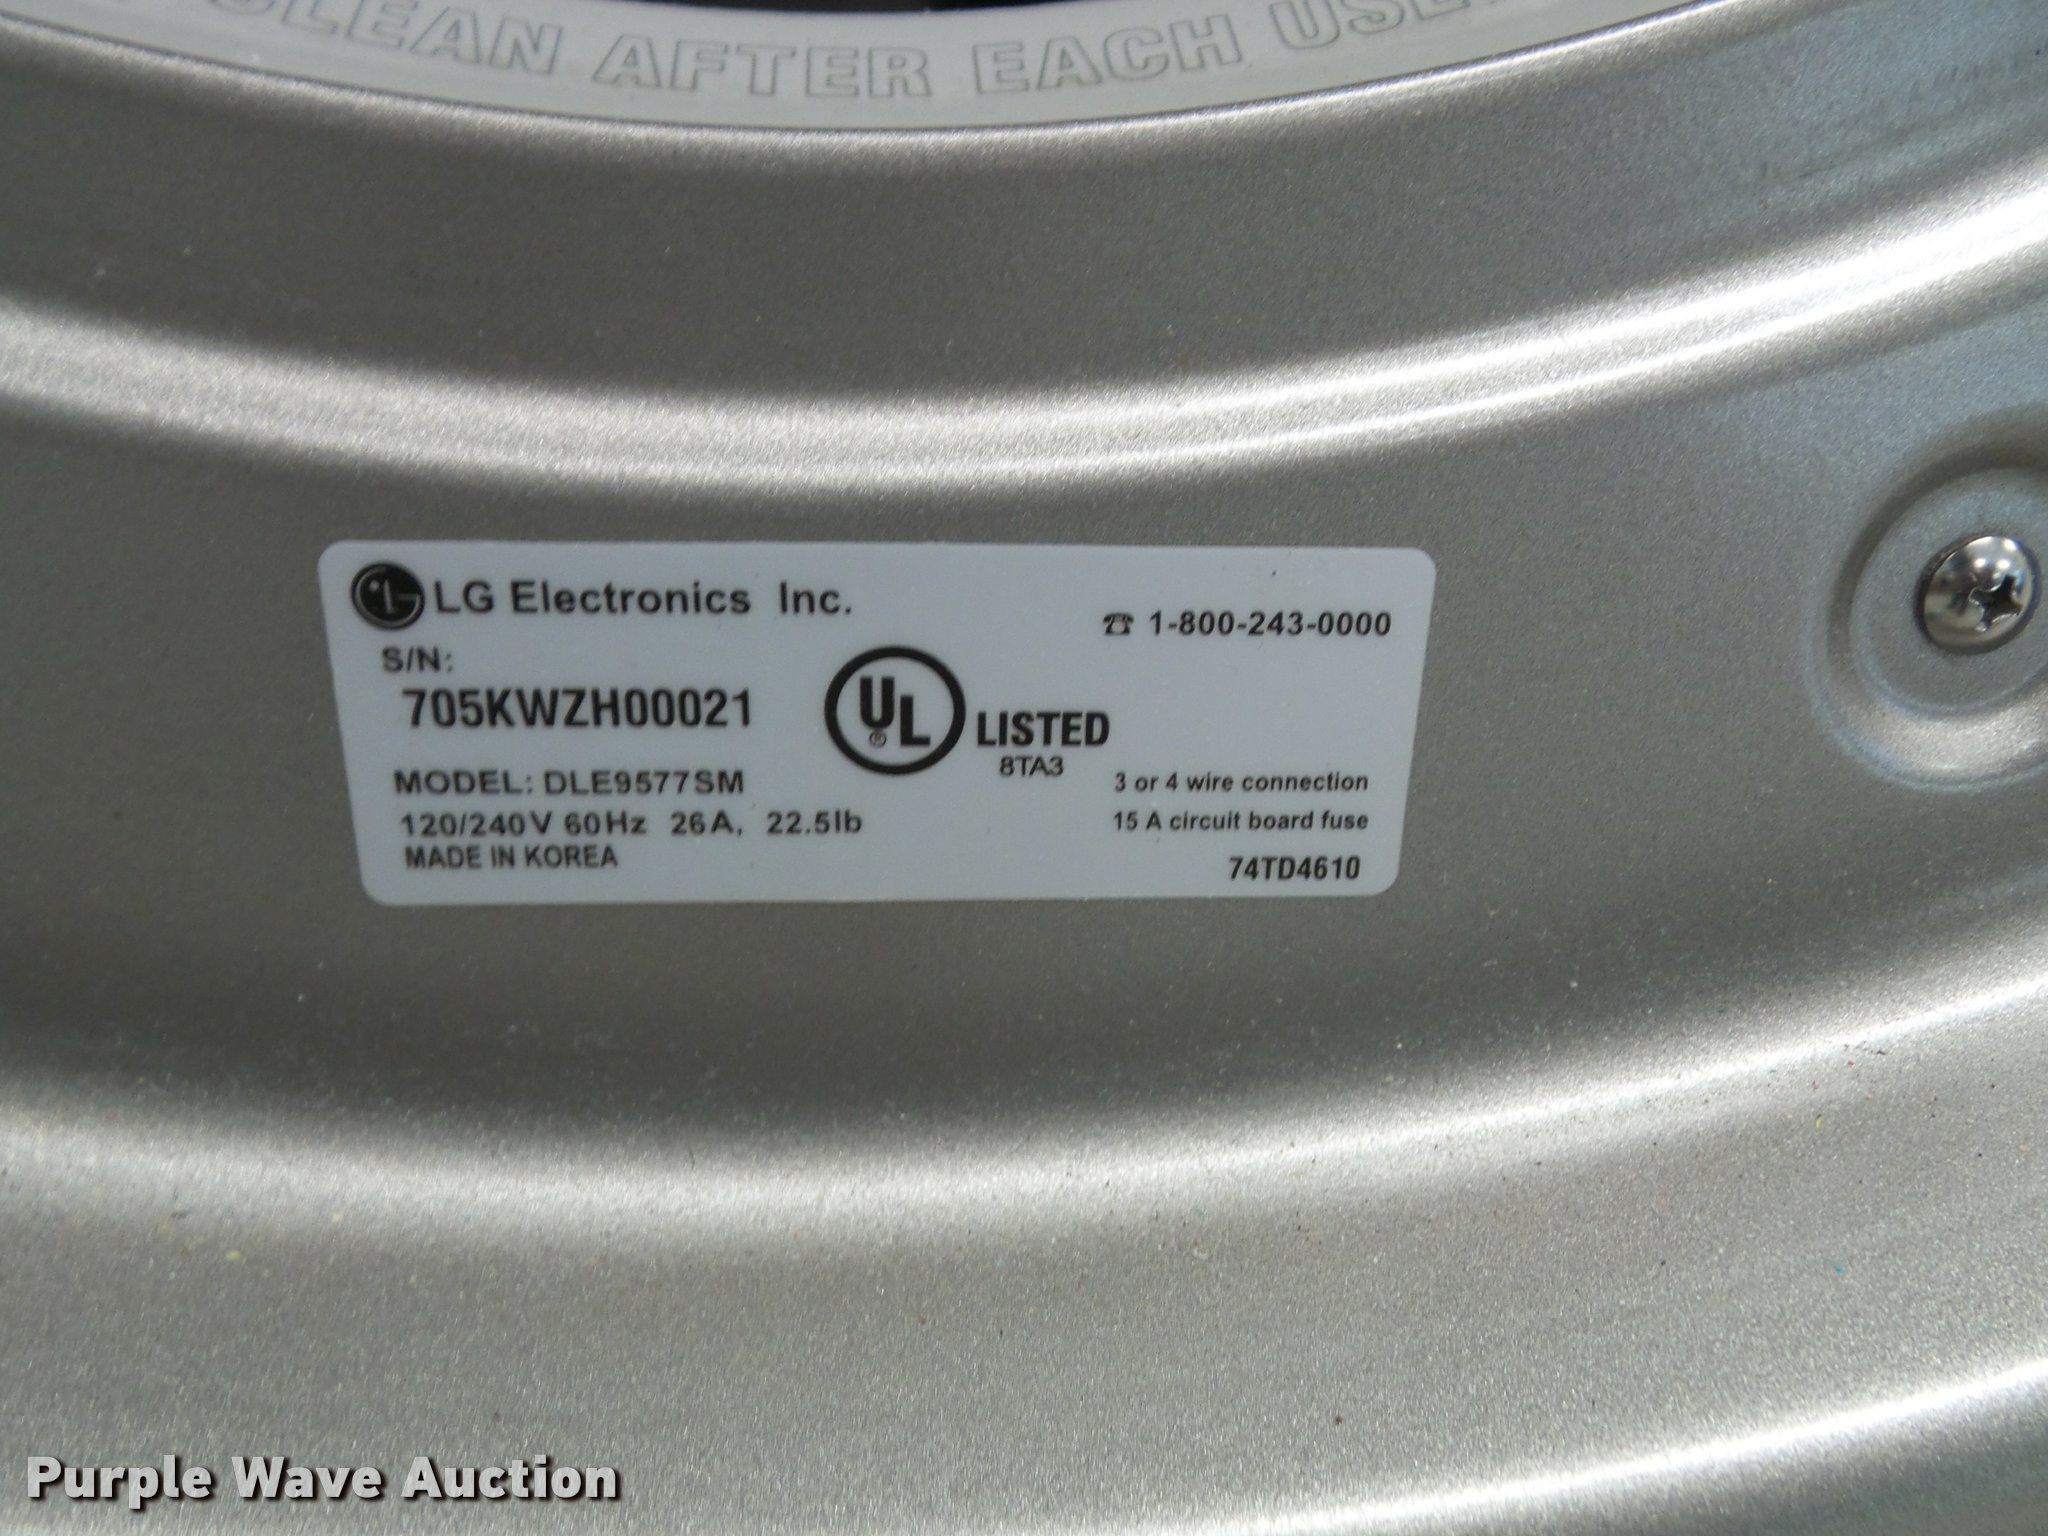 CLEAN AFTER EACH USE
LG LG Electronics Inc.
☎ 1-800-243-0000
S/N:
705KWZH00021
UL® LISTED
8TA3
MODEL: DLE9577SM
3 or 4 wire connection
120/240V 60Hz 26A, 22.5lb
15 A circuit board fuse
MADE IN KOREA
74TD4610
Purple Wave Auction